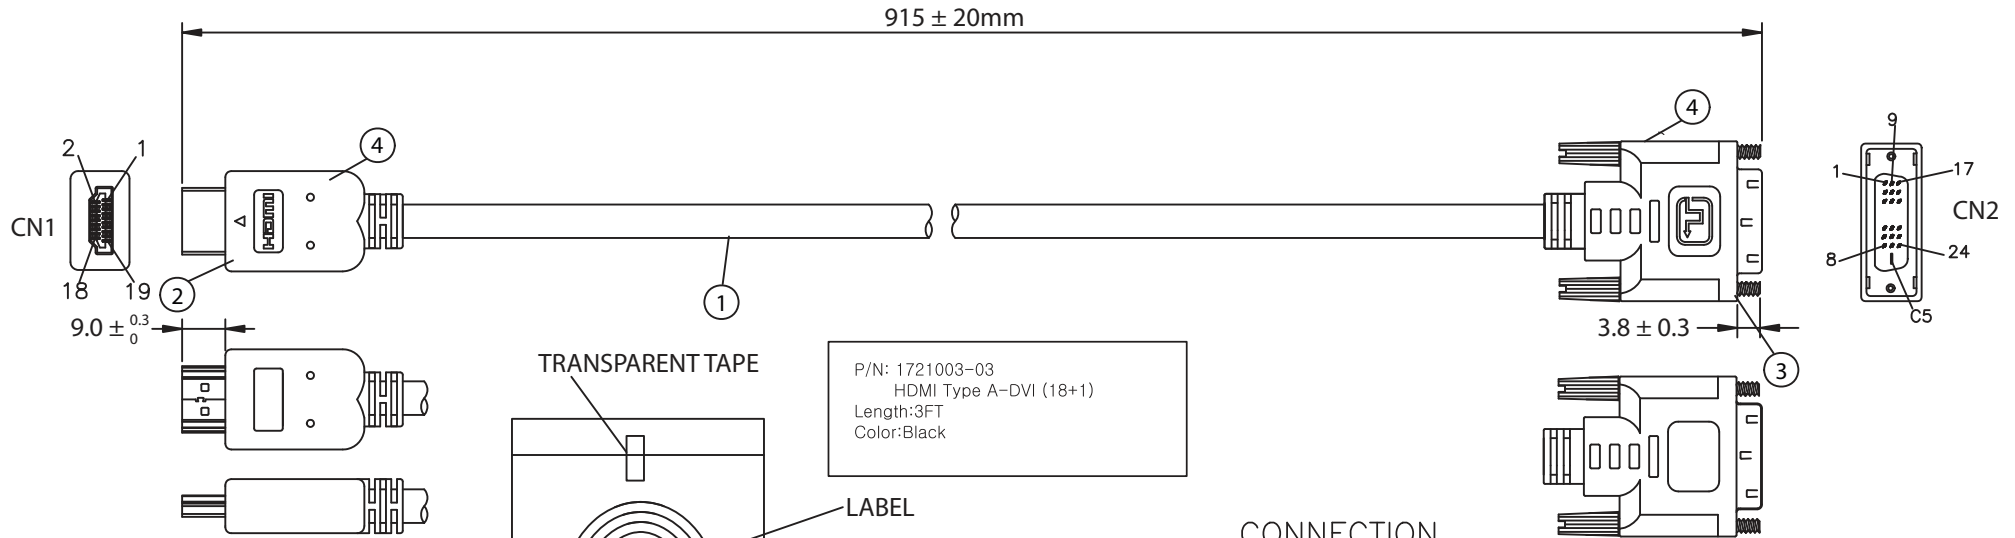 915 ± 20mm
4
4
9
2 1
1 17
CN1
HDMI
CN2
8 24
18 19
2
1
C5
9.0 ± 0.3 0
3.8 ± 0.3
3
TRANSPARENT TAPE
P/N: 1721003-03
HDMI Type A-DVI (18+1)
Length:3FT
Color:Black
LABEL
CONNECTION